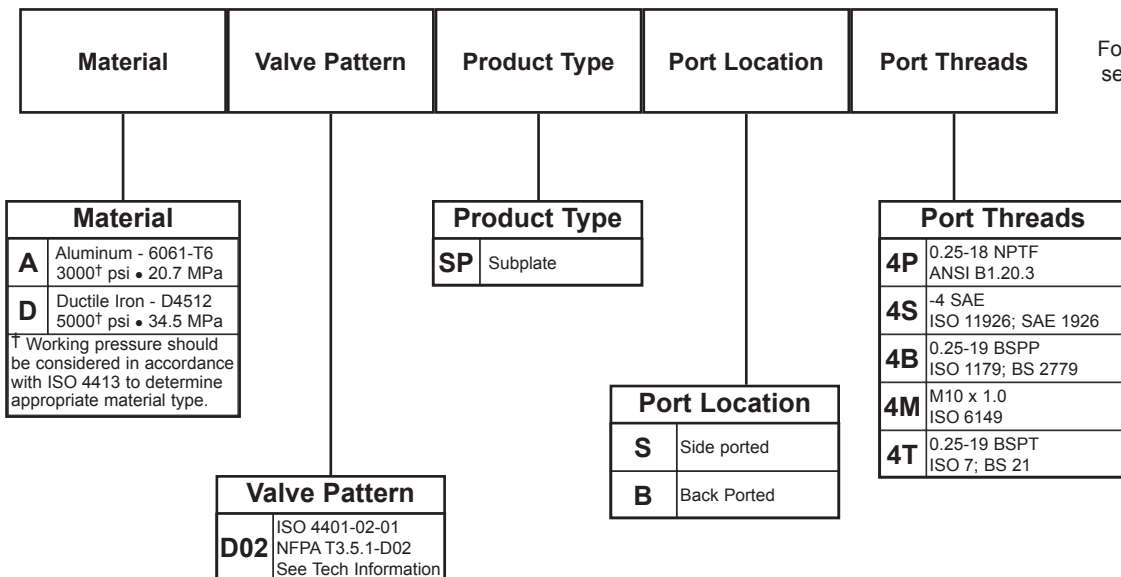 Material
Valve Pattern
Product Type
Port Location
Port Threads
Fo
se
Material
A
Aluminum - 6061-T6
3000† psi • 20.7 MPa
D
Ductile Iron - D4512
5000† psi • 34.5 MPa
† Working pressure should
be considered in accordance
with ISO 4413 to determine
appropriate material type.
Valve Pattern
D02
ISO 4401-02-01
NFPA T3.5.1-D02
See Tech Information
Product Type
SP
Subplate
Port Location
S
Side ported
B
Back Ported
Port Threads
4P
0.25-18 NPTF
ANSI B1.20.3
4S
-4 SAE
ISO 11926; SAE 1926
4B
0.25-19 BSPP
ISO 1179; BS 2779
4M
M10 x 1.0
ISO 6149
4T
0.25-19 BSPT
ISO 7; BS 21